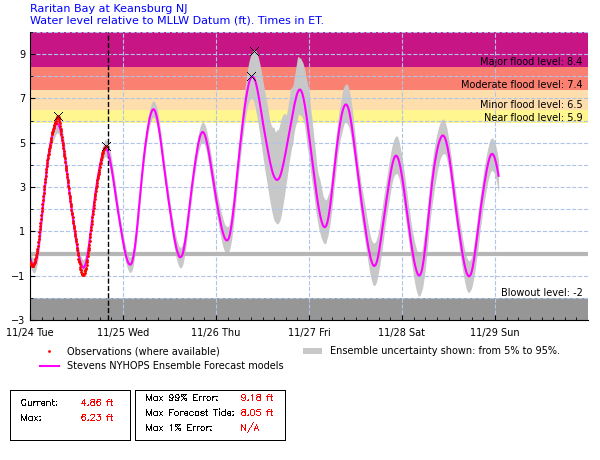 Raritan Bay at Keansburg NJ
Water level relative to MLLW Datum (ft). Times in ET.
9
Major flood level: 8.4
Moderate flood level: 7.4
7
Minor flood level: 6.5
Near flood level: 5.9
5
3
1
−1
Blowout level: -2
−3
11/24 Tue 11/25 Wed 11/26 Thu 11/27 Fri 11/28 Sat 11/29 Sun
Observations (where available)
Ensemble uncertainty shown: from 5% to 95%.
Stevens NYHOPS Ensemble Forecast models
Current: 4.86 ft
Max: 6.23 ft
Max 99% Error: 9.18 ft
Max Forecast Tide: 8.05 ft
Max 1% Error: N/A